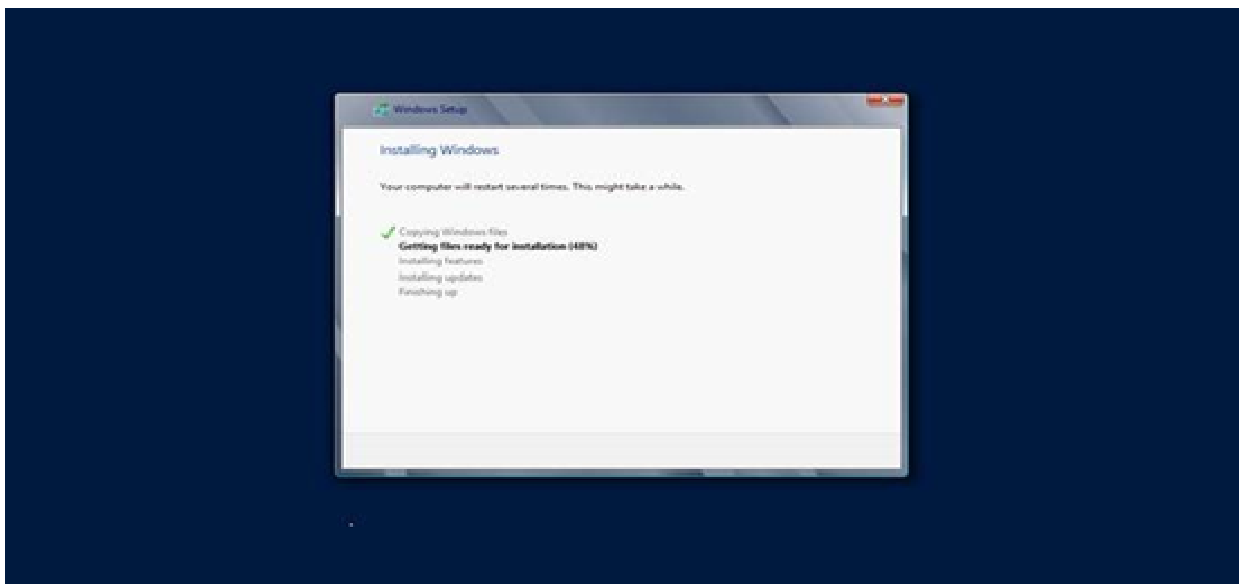 Windows Setup
Installing Windows
Your computer will restart several times. This might take a while.
Copying Windows files
Getting files ready for installation (48%)
Installing features
Installing updates
Finishing up